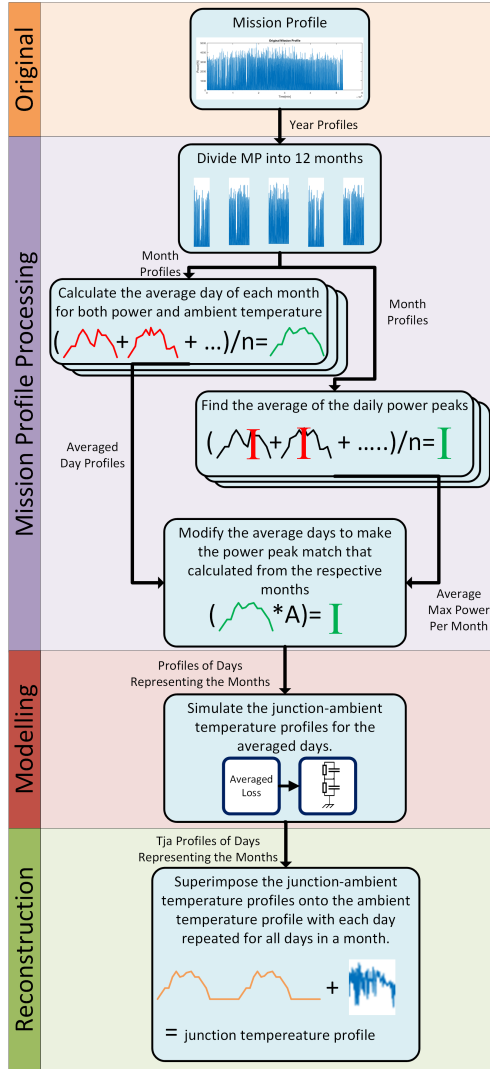 Original
Mission Profile
Original Mission Profile
Year Profiles
Mission Profile Processing
Divide MP into 12 months
Month
Profiles
Calculate the average day of each month
for both power and ambient temperature
( + + ...)/n=
Month
Profiles
Find the average of the daily power peaks
( + + .....)/n=
Averaged
Day Profiles
Modify the average days to make
the power peak match that
calculated from the respective
months
( *A)=
Average
Max Power
Per Month
Modelling
Profiles of Days
Representing the Months
Simulate the junction-ambient
temperature profiles for the
averaged days.
Averaged
Loss
Reconstruction
Tja Profiles of Days
Representing the Months
Superimpose the junction-ambient
temperature profiles onto the ambient
temperature profile with each day
repeated for all days in a month.
+
= junction tempereature profile